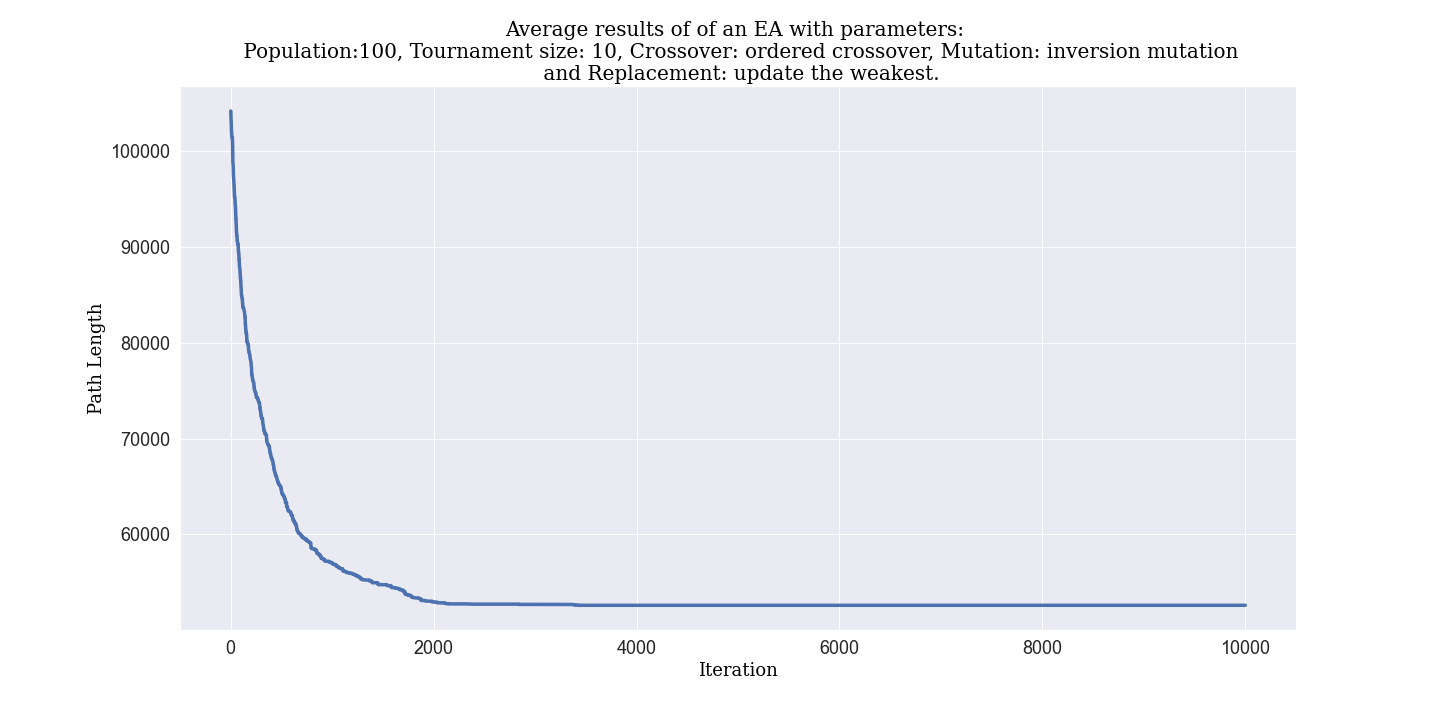 Average results of of an EA with parameters:
Population:100, Tournament size: 10, Crossover: ordered crossover, Mutation: inversion mutation
and Replacement: update the weakest.
100000
90000
80000
70000
60000
Path Length
0 2000 4000 6000 8000 10000
Iteration